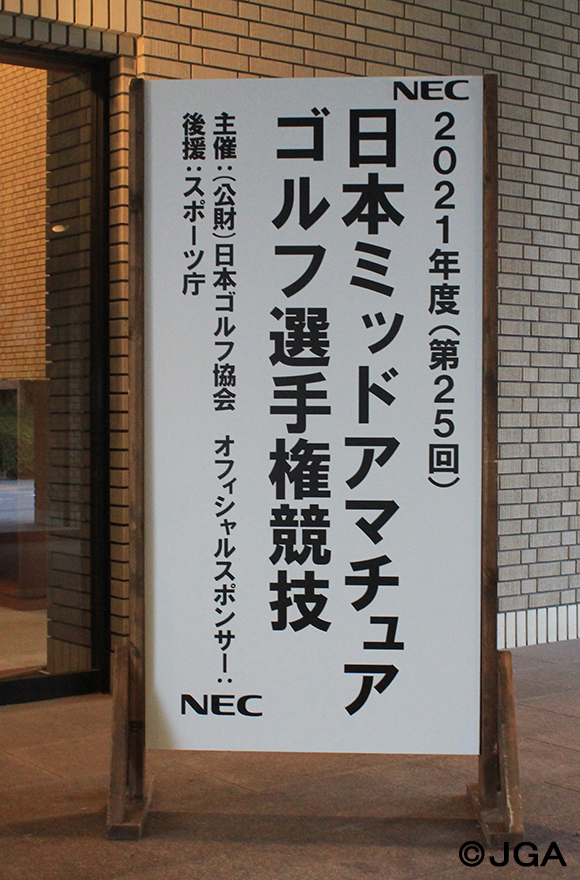 NEC
2021年度(第25回)
日本ミッドアマチュア
ゴルフ選手権競技
主催:(公財)日本ゴルフ協会 オフィシャルスポンサー:
NEC
後援:スポーツ庁
©JGA